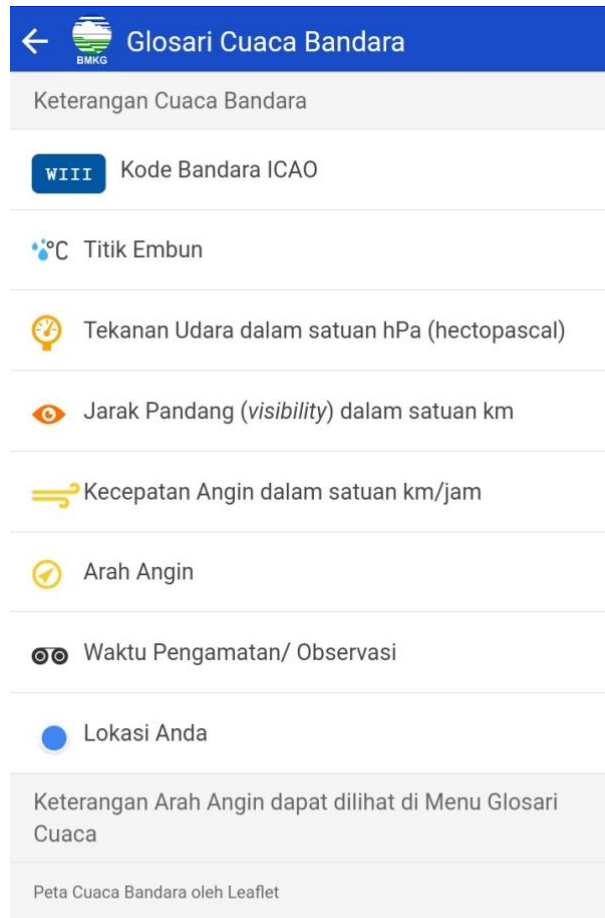 Glosari Cuaca Bandara
BMKG
Keterangan Cuaca Bandara
WIII Kode Bandara ICAO
°C Titik Embun
Tekanan Udara dalam satuan hPa (hectopascal)
Jarak Pandang (visibility) dalam satuan km
Kecepatan Angin dalam satuan km/jam
Arah Angin
Waktu Pengamatan/ Observasi
Lokasi Anda
Keterangan Arah Angin dapat dilihat di Menu Glosari
Cuaca
Peta Cuaca Bandara oleh Leaflet